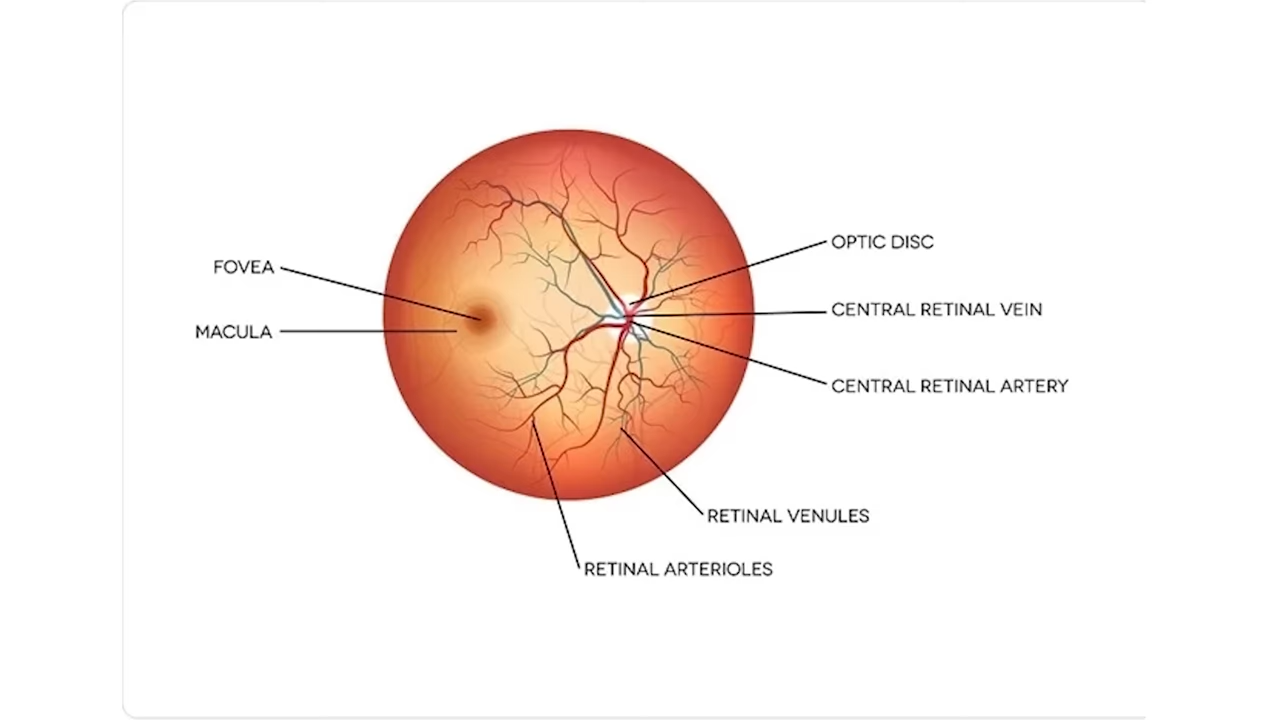 FOVEA
MACULA
OPTIC DISC
CENTRAL RETINAL VEIN
CENTRAL RETINAL ARTERY
RETINAL VENULES
RETINAL ARTERIOLES